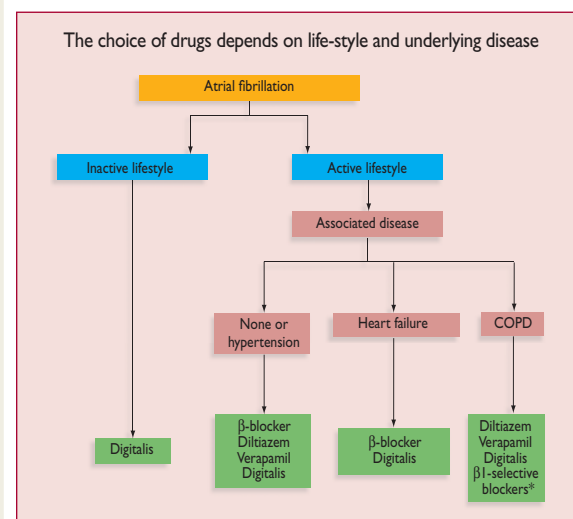 The choice of drugs depends on life-style and underlying disease
Atrial fibrillation
Inactive lifestyle
Active lifestyle
Associated disease
None or
hypertension
Heart failure
COPD
Digitalis
β-blocker
Diltiazem
Verapamil
Digitalis
β-blocker
Digitalis
Diltiazem
Verapamil
Digitalis
β1-selective
blockers*